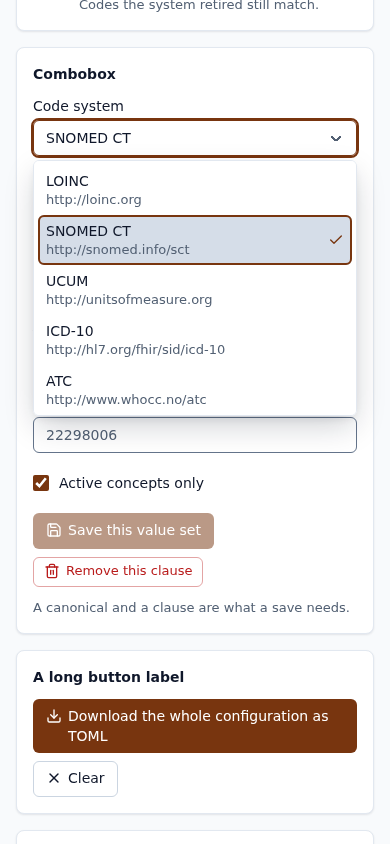 Codes the system retired still match.
Combobox
Code system
SNOMED CT
LOINC
http://loinc.org
SNOMED CT
http://snomed.info/sct
UCUM
http://unitsofmeasure.org
ICD-10
http://hl7.org/fhir/sid/icd-10
ATC
http://www.whocc.no/atc
22298006
Active concepts only
Save this value set
Remove this clause
A canonical and a clause are what a save needs.
A long button label
Download the whole configuration as
TOML
Clear